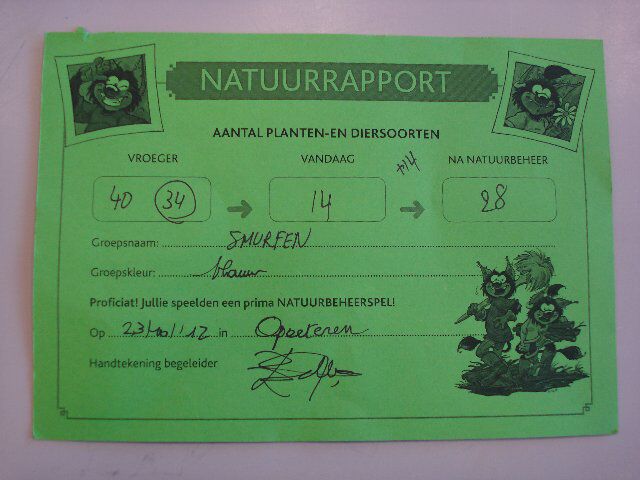 NATUURRAPPORT
AANTAL PLANTEN-EN DIERSOORTEN
VROEGER VANDAAG NA NATUURBEHEER
+14
40 34 14 28
Groepsnaam: SMURFEN
Groepskleur: blauw
Proficiat! Jullie speelden een prima NATUURBEHEERSPEL!
Op 23/10/12 in Opoeteren
Handtekening begeleider